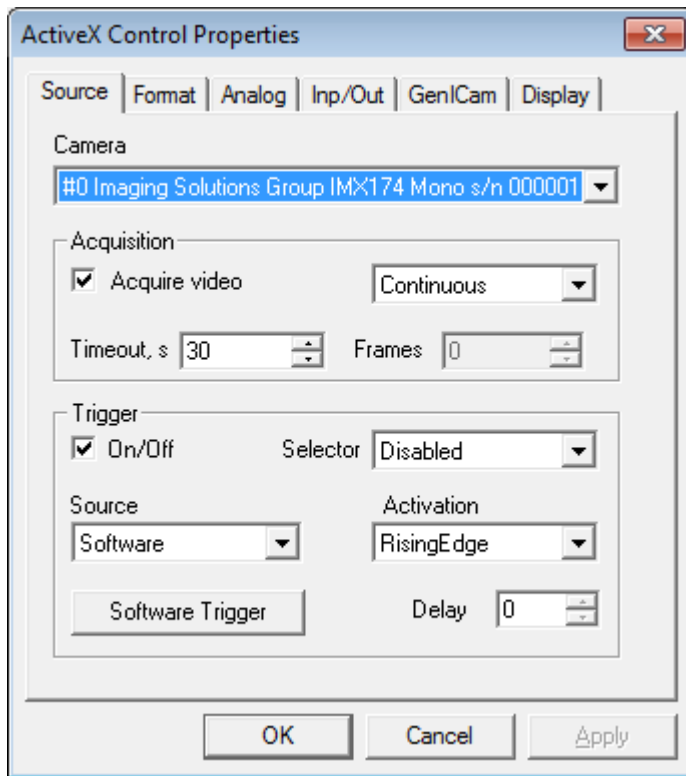 ActiveX Control Properties
Source Format Analog Inp/Out GenICam Display
Camera
#0 Imaging Solutions Group IMX174 Mono s/n 000001
Acquisition
Acquire video Continuous
Timeout, s 30 Frames 0
Trigger
On/Off Selector Disabled
Source Activation
Software RisingEdge
Software Trigger Delay 0
OK Cancel Apply